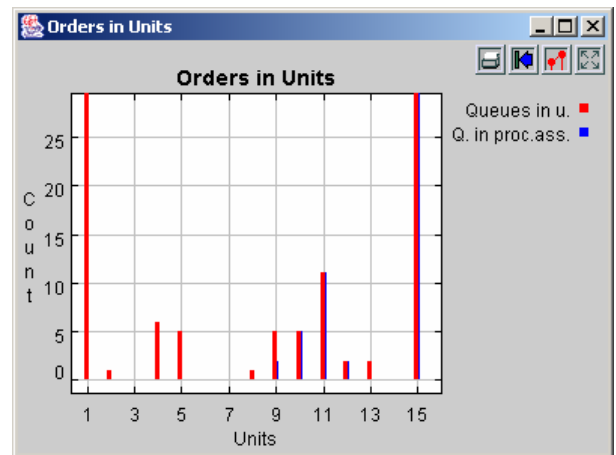 Orders in Units
Orders in Units
Queues in u.
Q. in proc.ass.
Count
25
20
15
10
5
0
1 3 5 7 9 11 13 15
Units